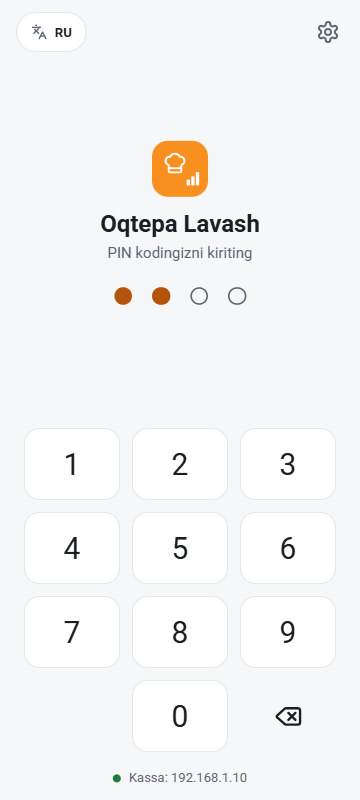 RU
Oqtepa Lavash
PIN kodingizni kiriting
1 2 3
4 5 6
7 8 9
0
Kassa: 192.168.1.10